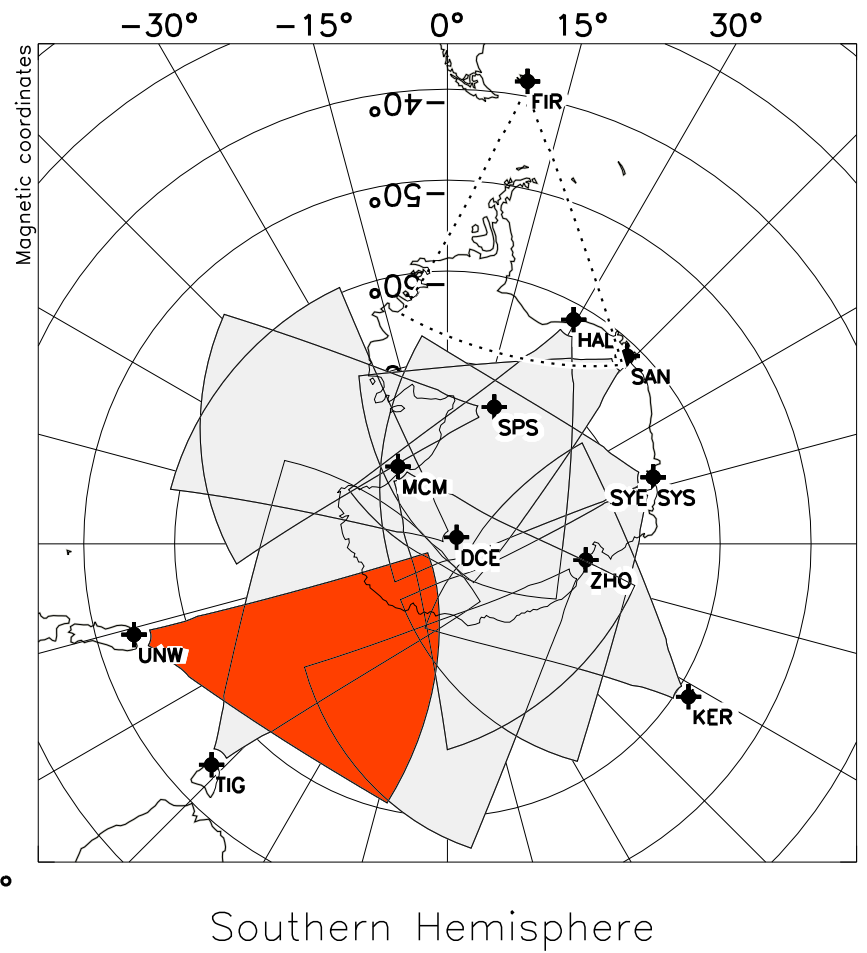 −30° −15° 0° 15° 30°
Magnetic coordinates
FIR
−40°
−50°
HAL
SAN
SPS
MCM
SYE SYS
DCE
ZHO
UNW
KER
TIG
Southern Hemisphere